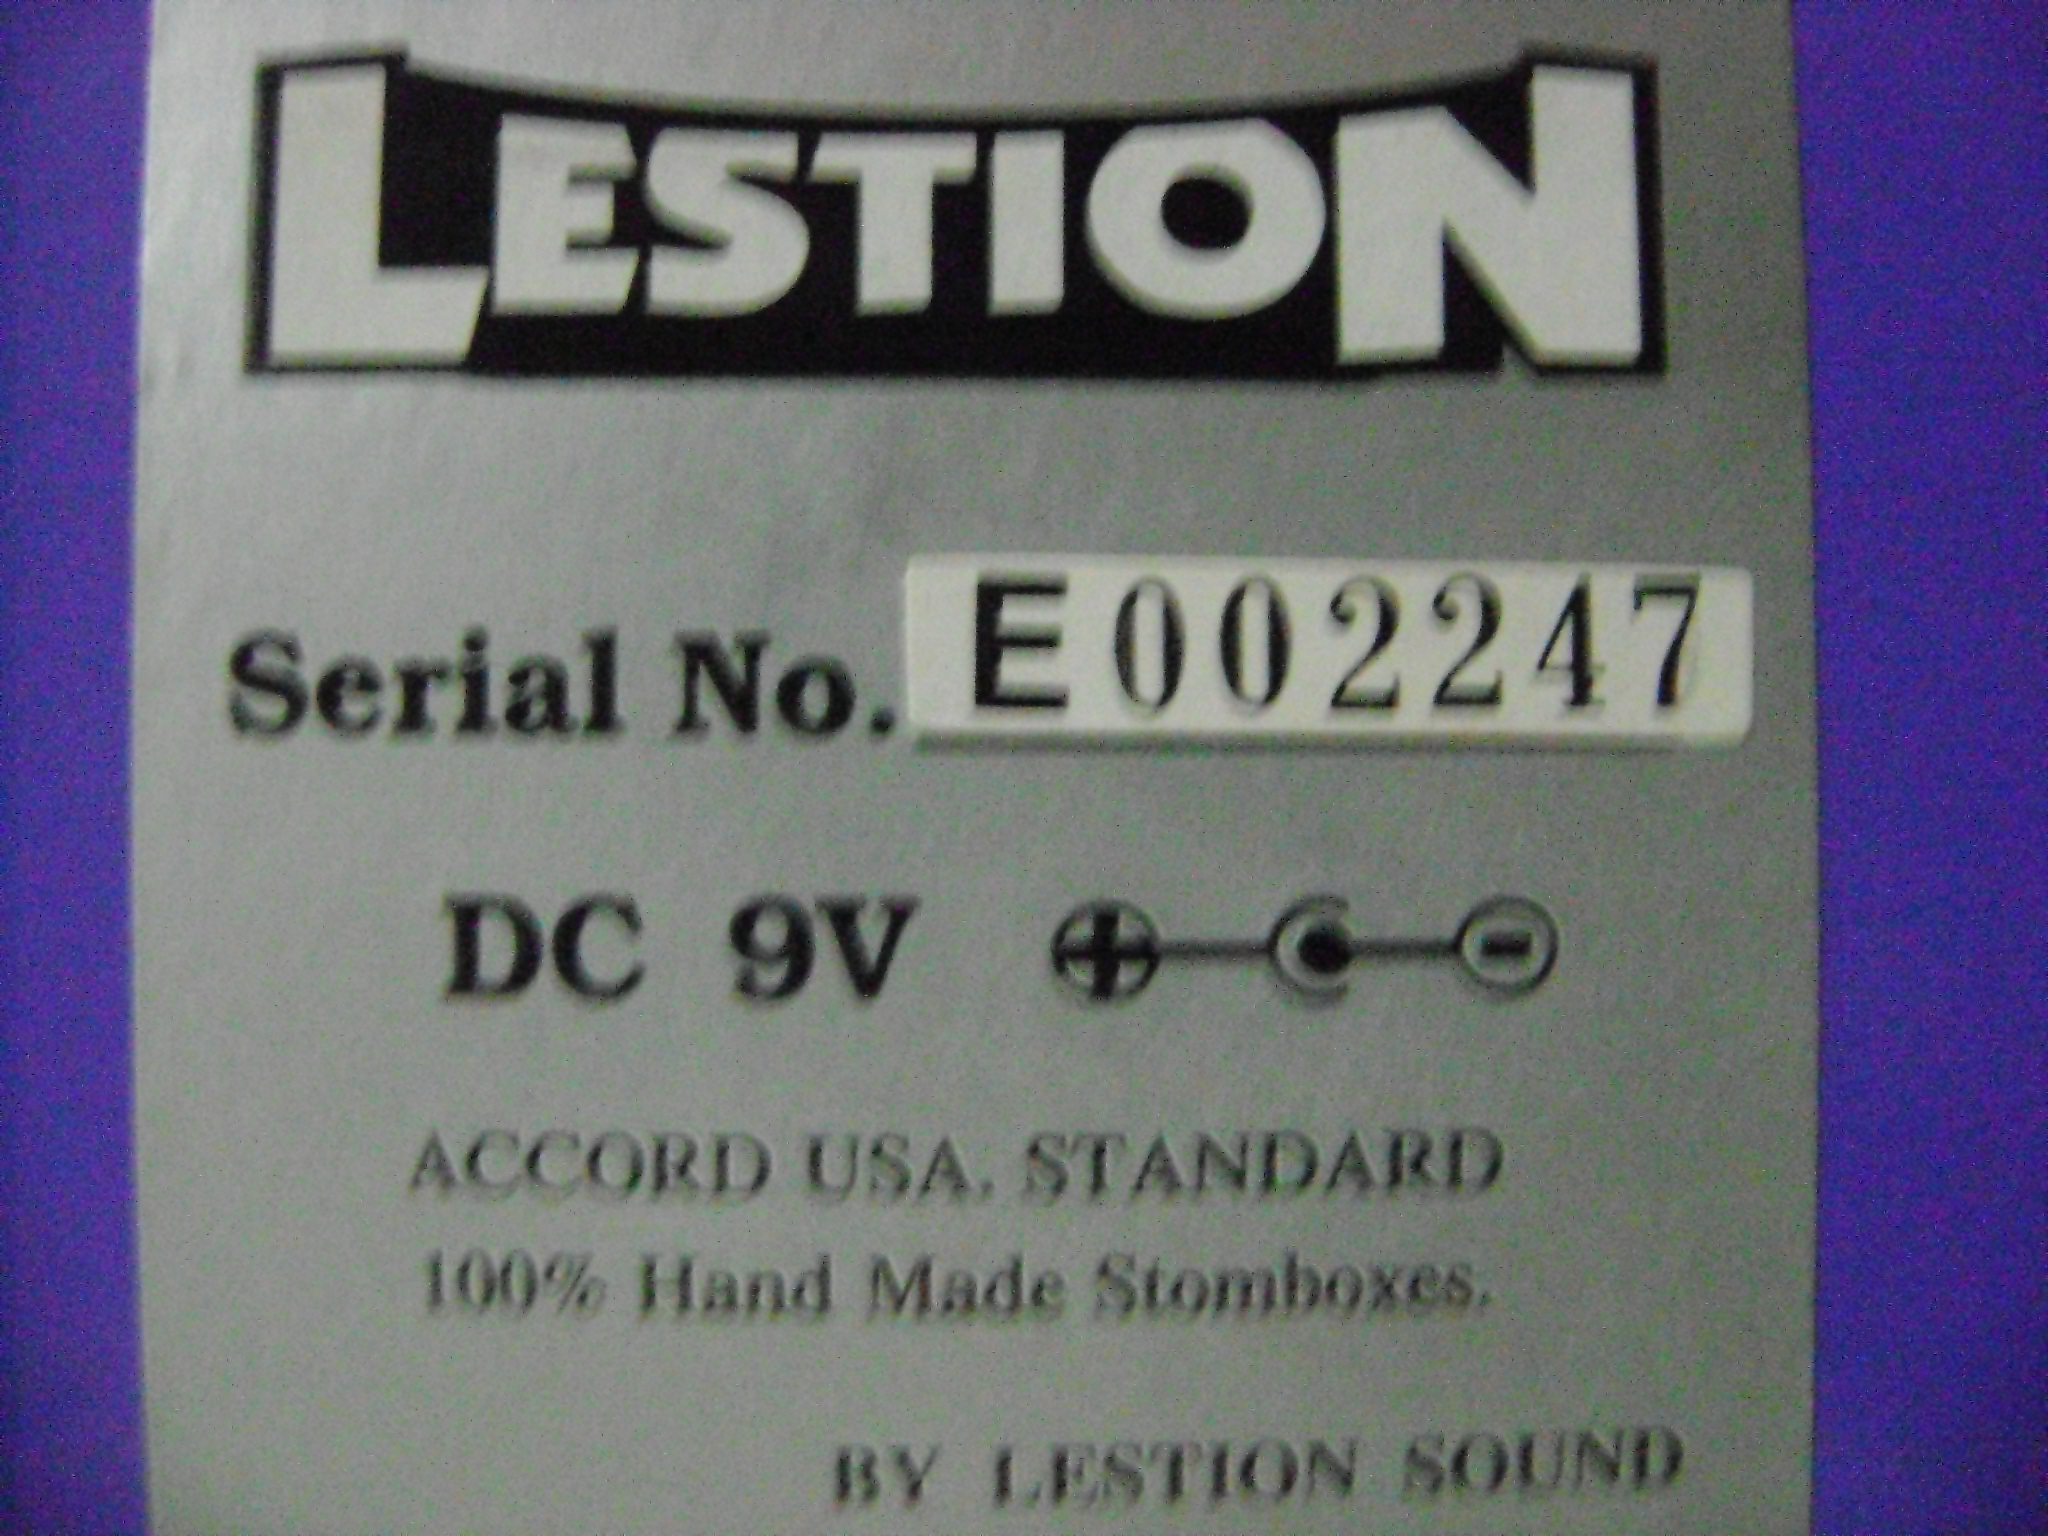 LESTION
Serial No. E002247
DC 9V
ACCORD USA. STANDARD
100% Hand Made Stomboxes.
BY LESTION SOUND